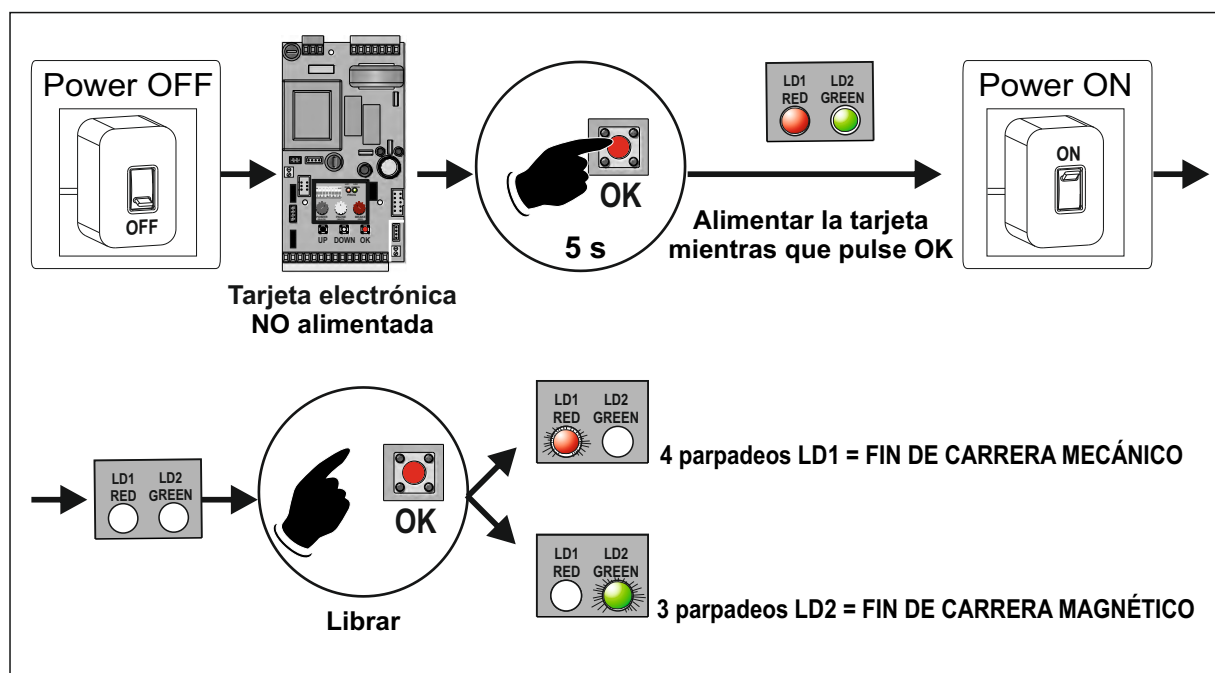 Power OFF
OFF
UP DOWN OK
Tarjeta electrónica
NO alimentada
OK
5 s
LD1 LD2
RED GREEN
Alimentar la tarjeta
mientras que pulse OK
Power ON
ON
LD1 LD2
RED GREEN
OK
Librar
LD1 LD2
RED GREEN
4 parpadeos LD1 = FIN DE CARRERA MECÁNICO
LD1 LD2
RED GREEN
3 parpadeos LD2 = FIN DE CARRERA MAGNÉTICO